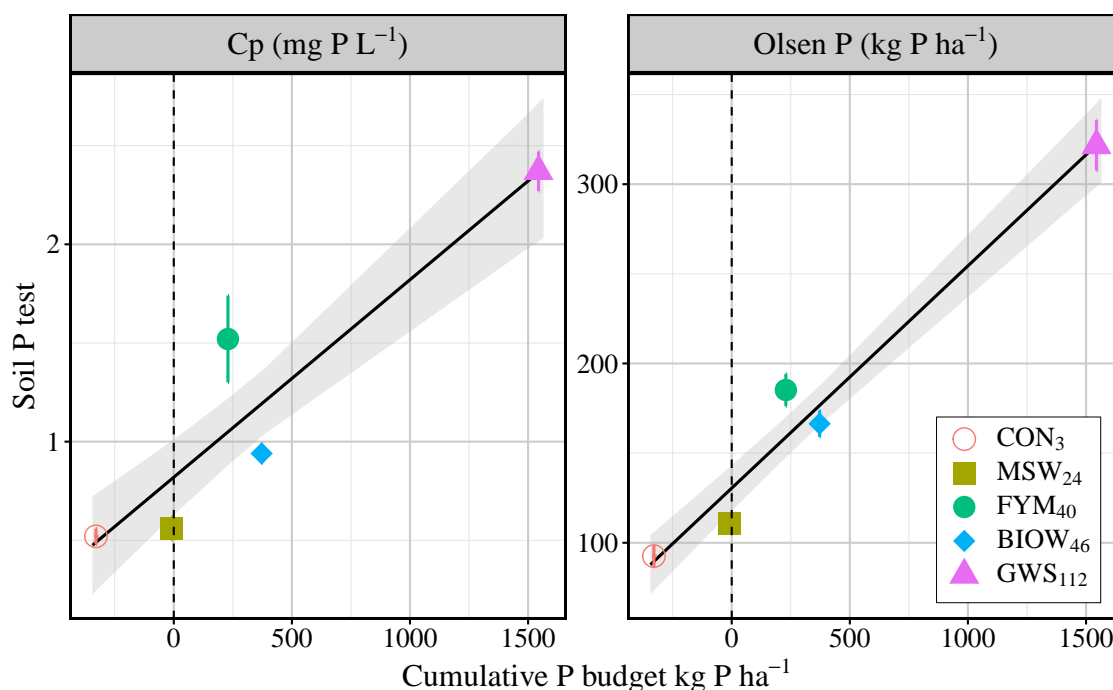 Cp (mg P L⁻¹)
Olsen P (kg P ha⁻¹)
Soil P test
2
1
300
200
100
CON₃
MSW₂₄
FYM₄₀
BIOW₄₆
GWS₁₁₂
0 500 1000 1500
0 500 1000 1500
Cumulative P budget kg P ha⁻¹